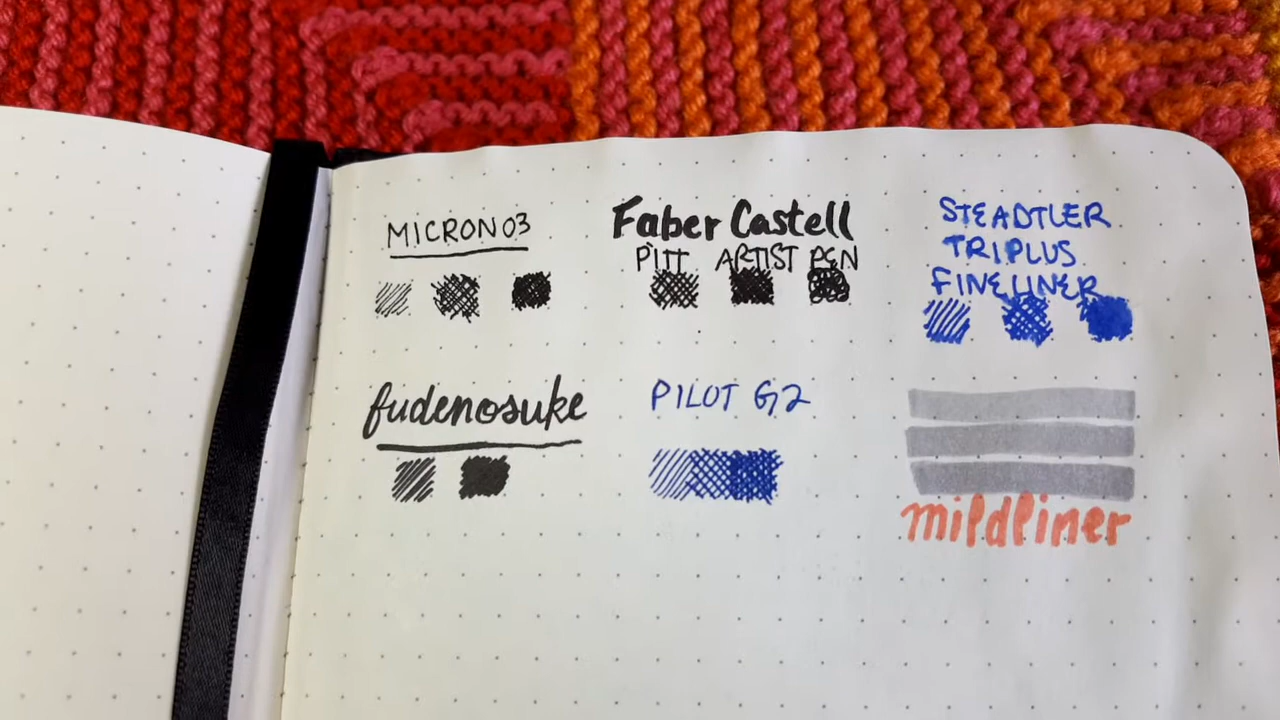 MICRON 03
Faber Castell
PITT ARTIST PEN
STEADTLER
TRIPLUS
FINELINER
fudenosuke
PILOT G2
mildliner